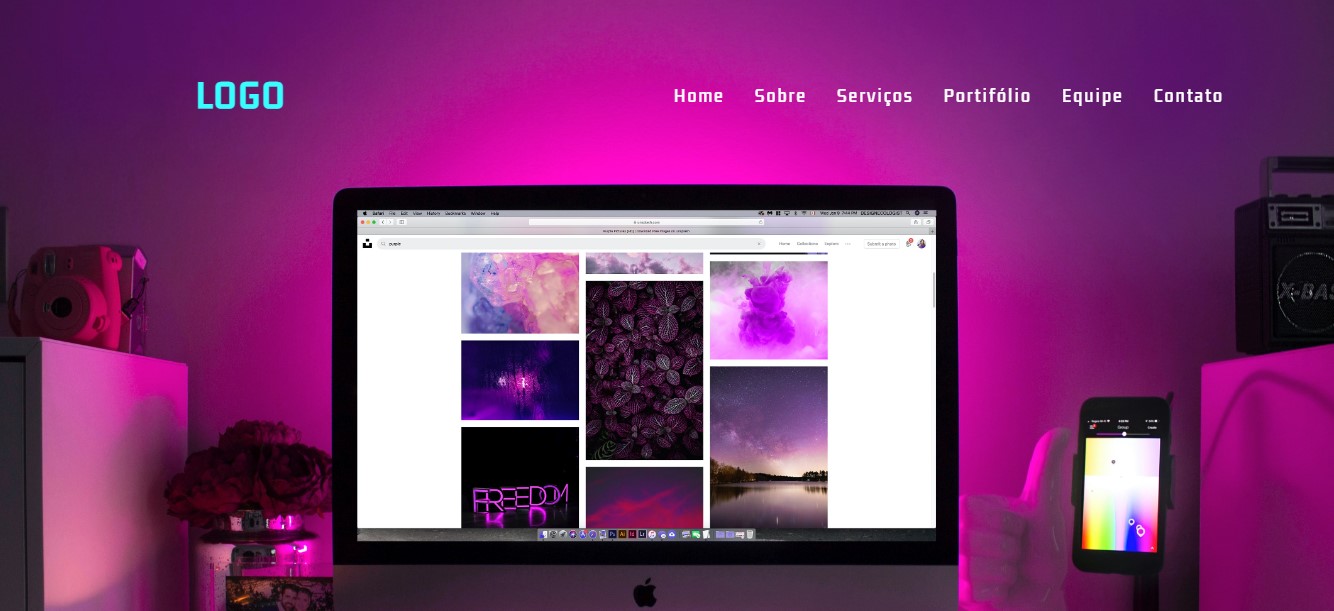 LOGO
Home Sobre Serviços Portifólio Equipe Contato
Safari File Edit View History Bookmarks Window Help
purple
Home Collections Explore ... Submit a photo
FREEDOM
X-BAS